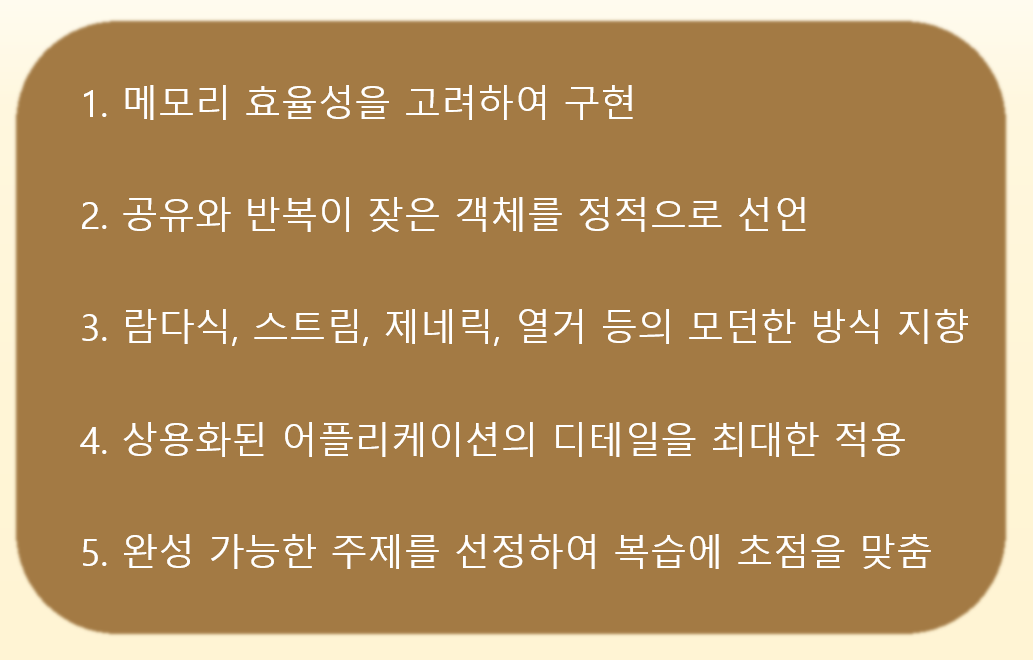 1. 메모리 효율성을 고려하여 구현
2. 공유와 반복이 잦은 객체를 정적으로 선언
3. 람다식, 스트림, 제네릭, 열거 등의 모던한 방식 지향
4. 상용화된 어플리케이션의 디테일을 최대한 적용
5. 완성 가능한 주제를 선정하여 복습에 초점을 맞춤